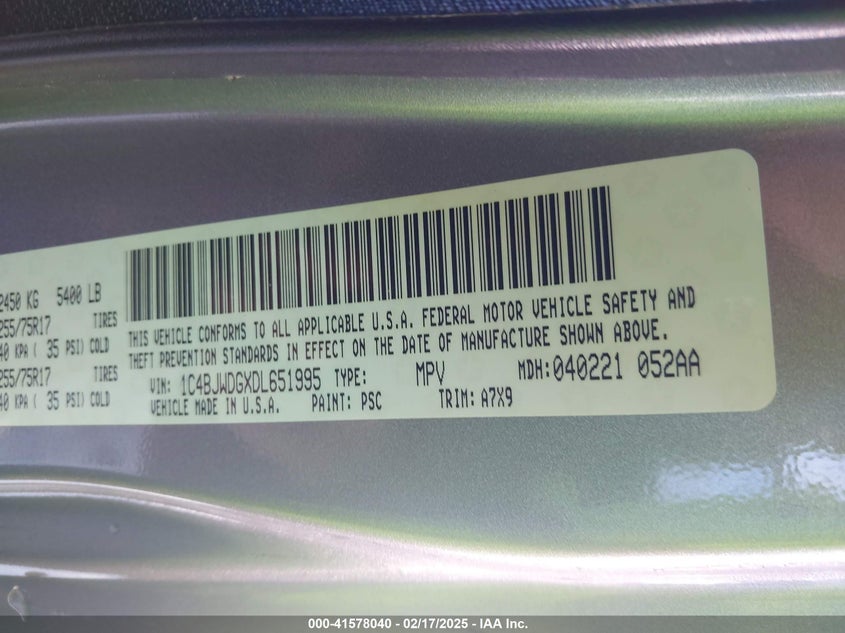 2450 KG 5400 LB
255/75R17 TIRES
40 KPA ( 35 PSI) COLD
255/75R17 TIRES
40 KPA ( 35 PSI) COLD
THIS VEHICLE CONFORMS TO ALL APPLICABLE U.S.A. FEDERAL MOTOR VEHICLE SAFETY AND
THEFT PREVENTION STANDARDS IN EFFECT ON THE DATE OF MANUFACTURE SHOWN ABOVE.
VIN: 1C4BJWDGXDL651995 TYPE: MPV MDH: 040221 052AA
VEHICLE MADE IN U.S.A. PAINT: PSC TRIM: A7X9
000-41578040 - 02/17/2025 - IAA Inc.